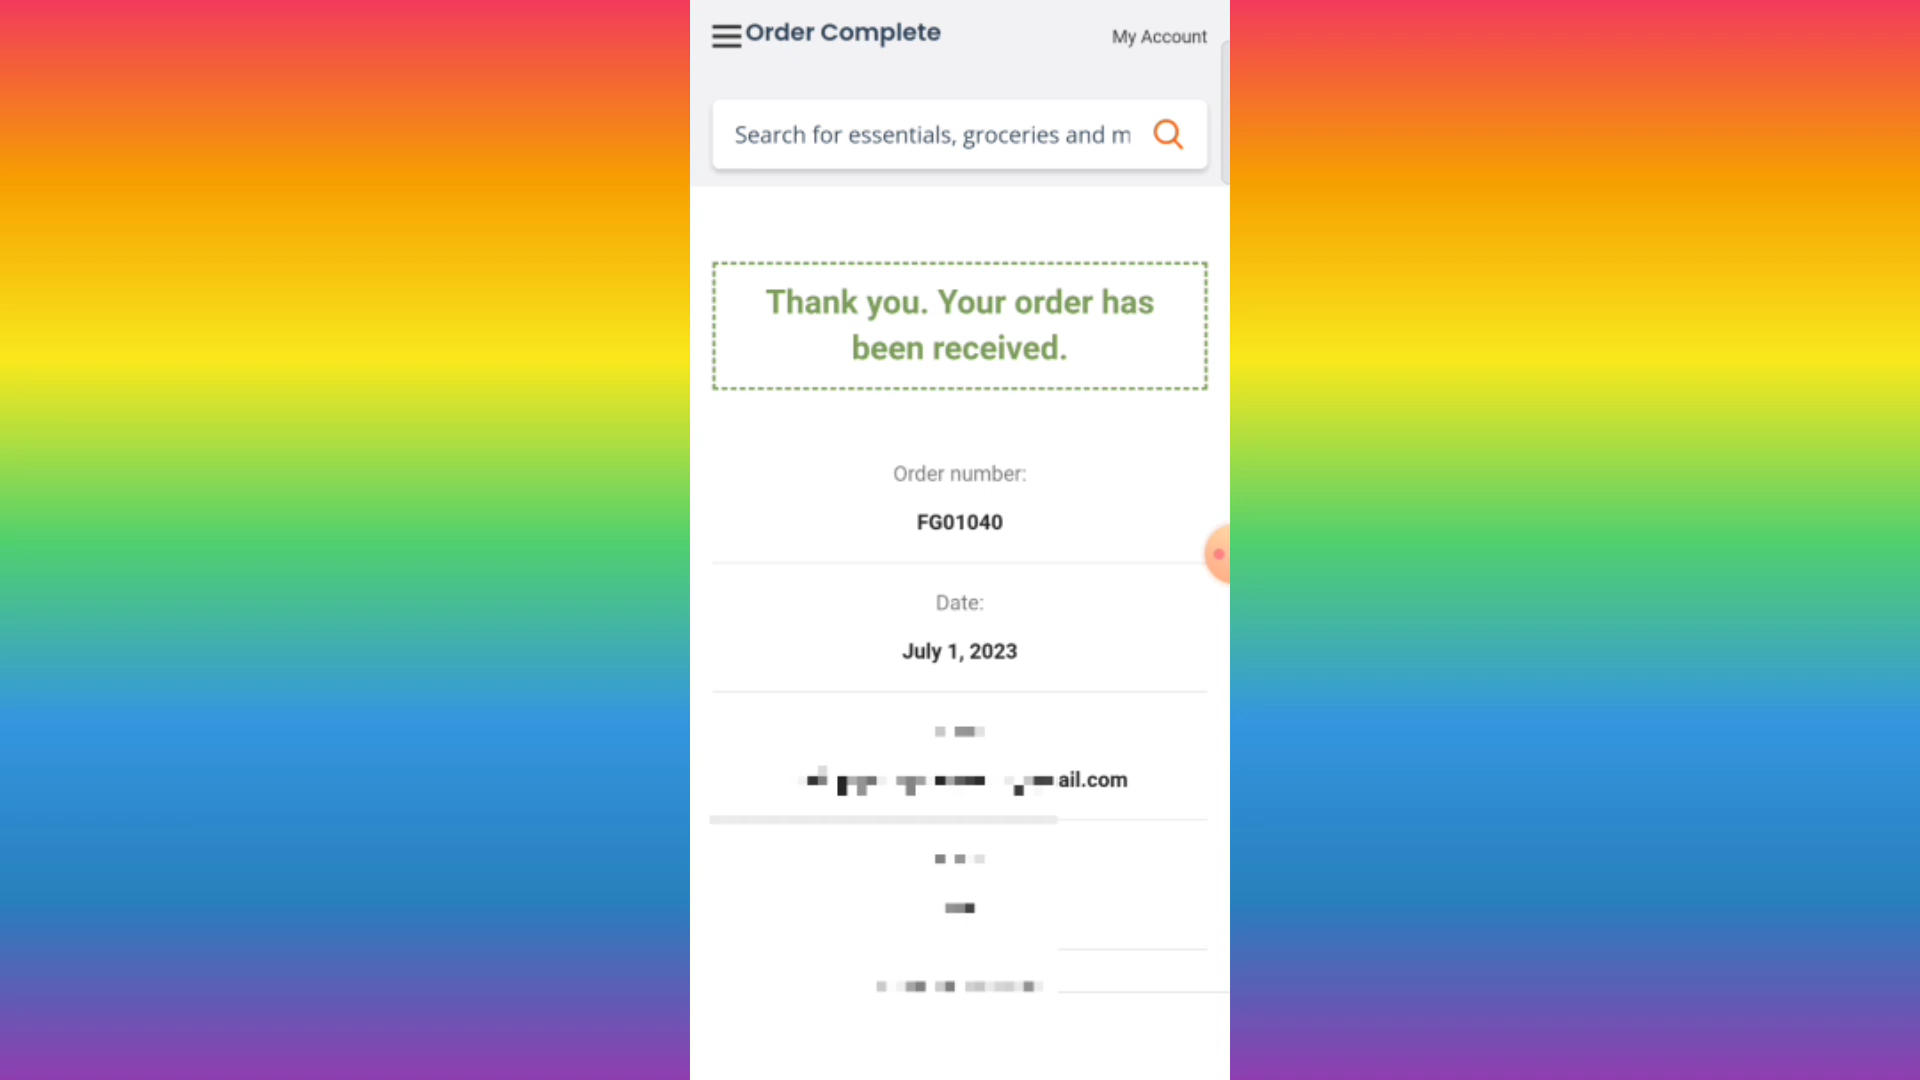 Order Complete
My Account
Search for essentials, groceries and m
Thank you. Your order has
been received.
Order number:
FG01040
Date:
July 1, 2023
ail.com